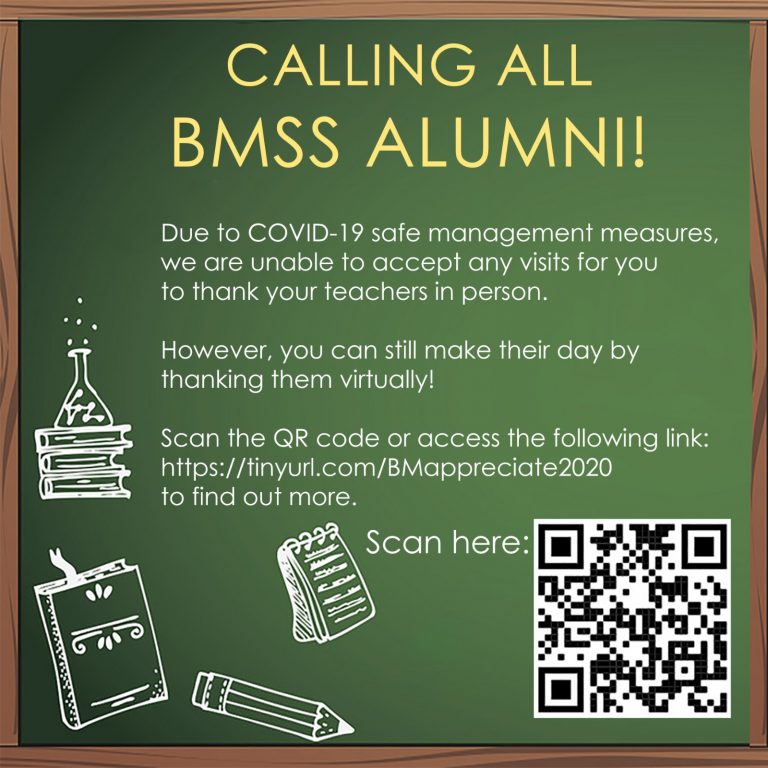 CALLING ALL
BMSS ALUMNI!
Due to COVID-19 safe management measures,
we are unable to accept any visits for you
to thank your teachers in person.
However, you can still make their day by
thanking them virtually!
Scan the QR code or access the following link:
https://tinyurl.com/BMappreciate2020
to find out more.
Scan here: